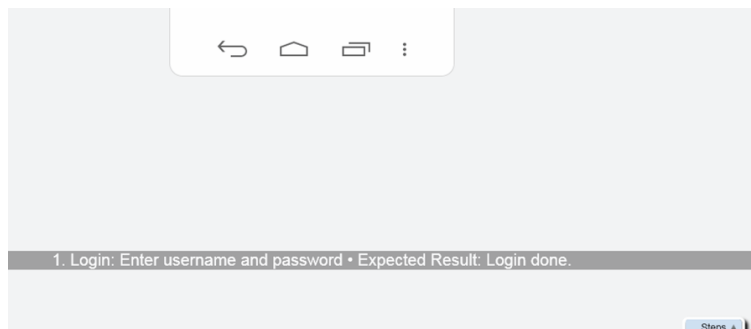 1. Login: Enter username and password • Expected Result: Login done.
Steps